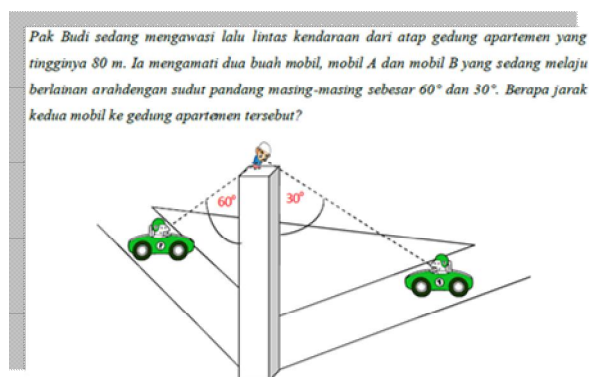 Pak Budi sedang mengawasi lalu lintas kendaraan dari atap gedung apartemen yang
tingginya 80 m. Ia mengamati dua buah mobil, mobil A dan mobil B yang sedang melaju
berlainan arahdengan sudut pandang masing-masing sebesar 60° dan 30°. Berapa jarak
kedua mobil ke gedung apartemen tersebut?
60°
30°